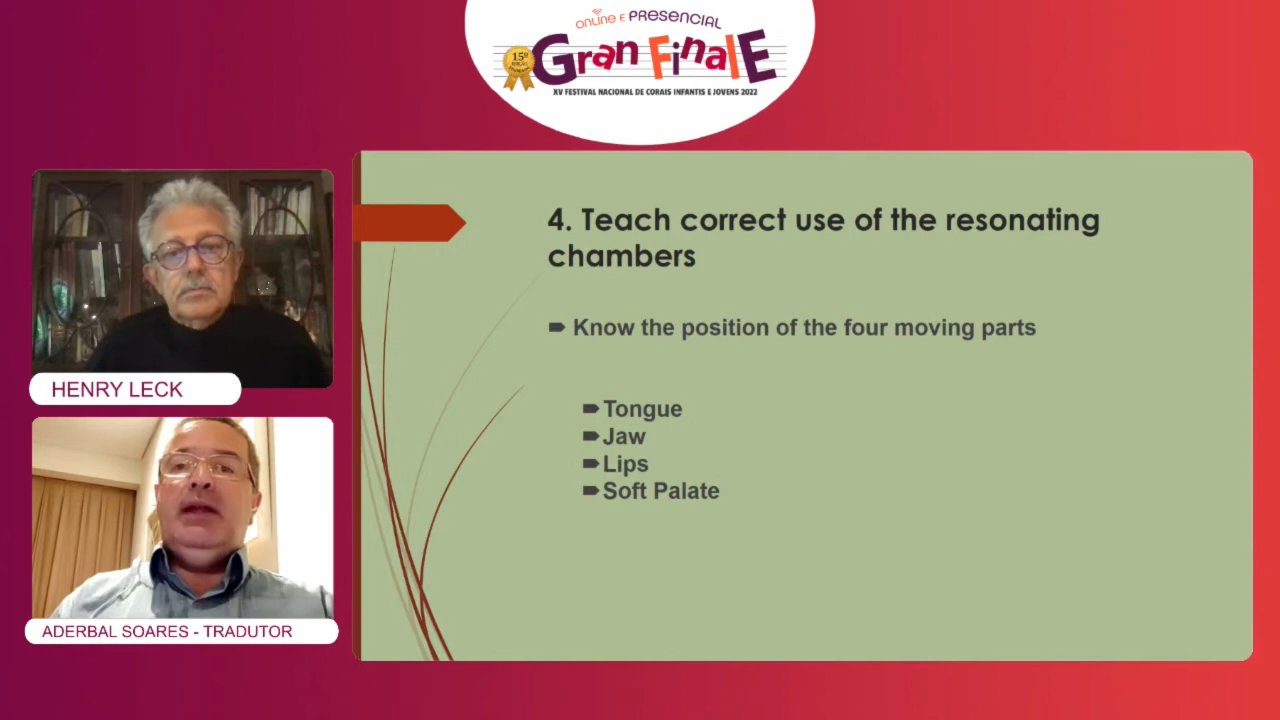 ONLINE E PRESENCIAL
15º
EDIÇÃO
Gran Finale
XV FESTIVAL NACIONAL DE CORAIS INFANTIS E JOVENS 2022
4. Teach correct use of the resonating
chambers
Know the position of the four moving parts
Tongue
Jaw
Lips
Soft Palate
HENRY LECK
ADERBAL SOARES - TRADUTOR